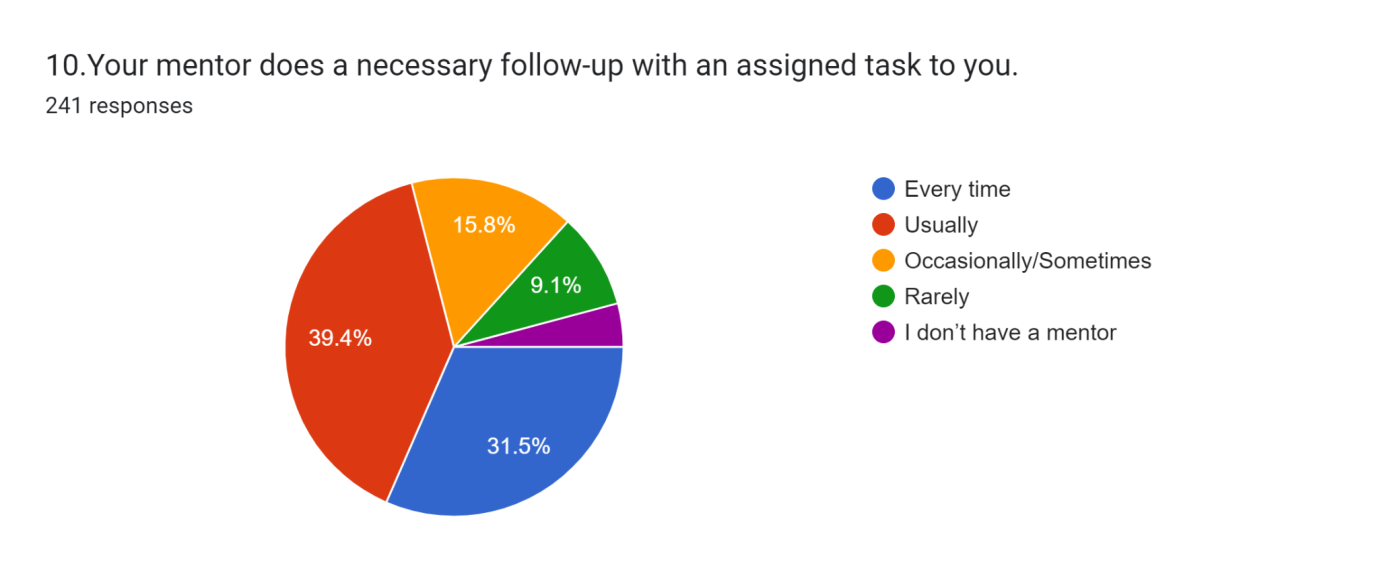 10.Your mentor does a necessary follow-up with an assigned task to you.
241 responses
15.8%
9.1%
39.4%
31.5%
Every time
Usually
Occasionally/Sometimes
Rarely
I don’t have a mentor